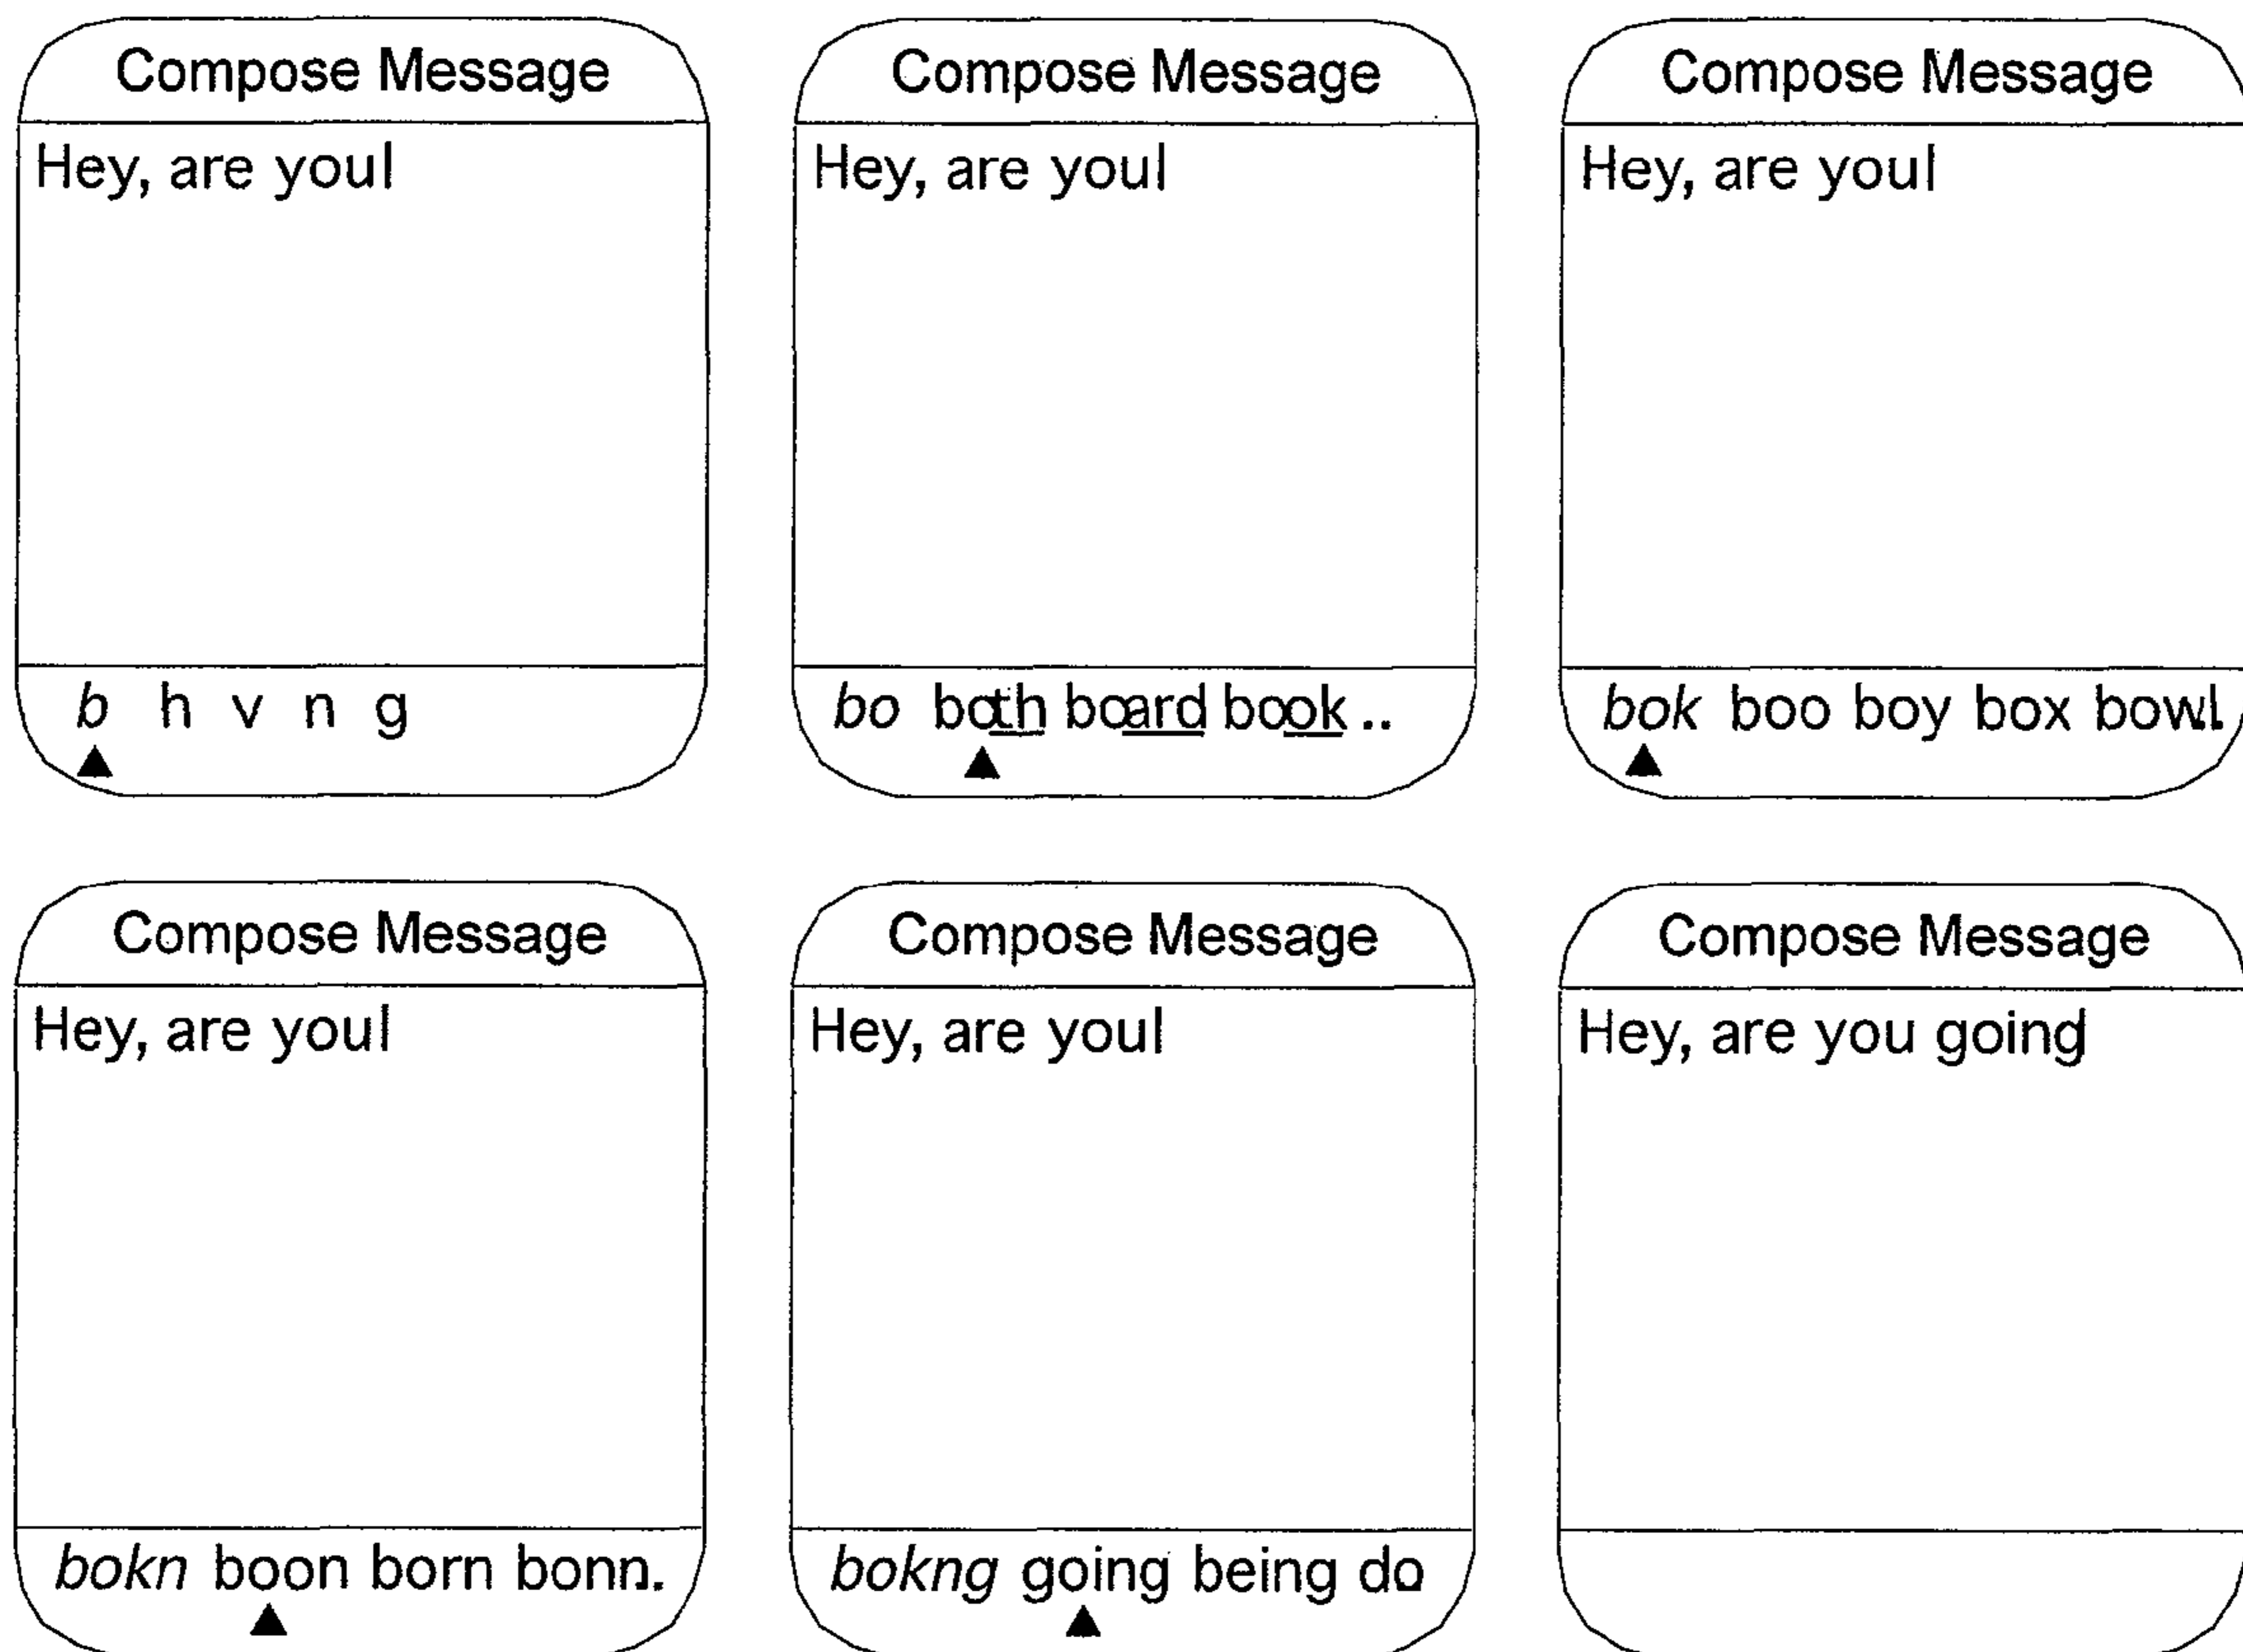 Compose Message
Hey, are you
b h v n g
Compose Message
Hey, are you
bo both board book ..
Compose Message
Hey, are you
bok boo boy box bowl.
Compose Message
Hey, are you
bokn boon born bonn.
Compose Message
Hey, are you
bokng going being do
Compose Message
Hey, are you going